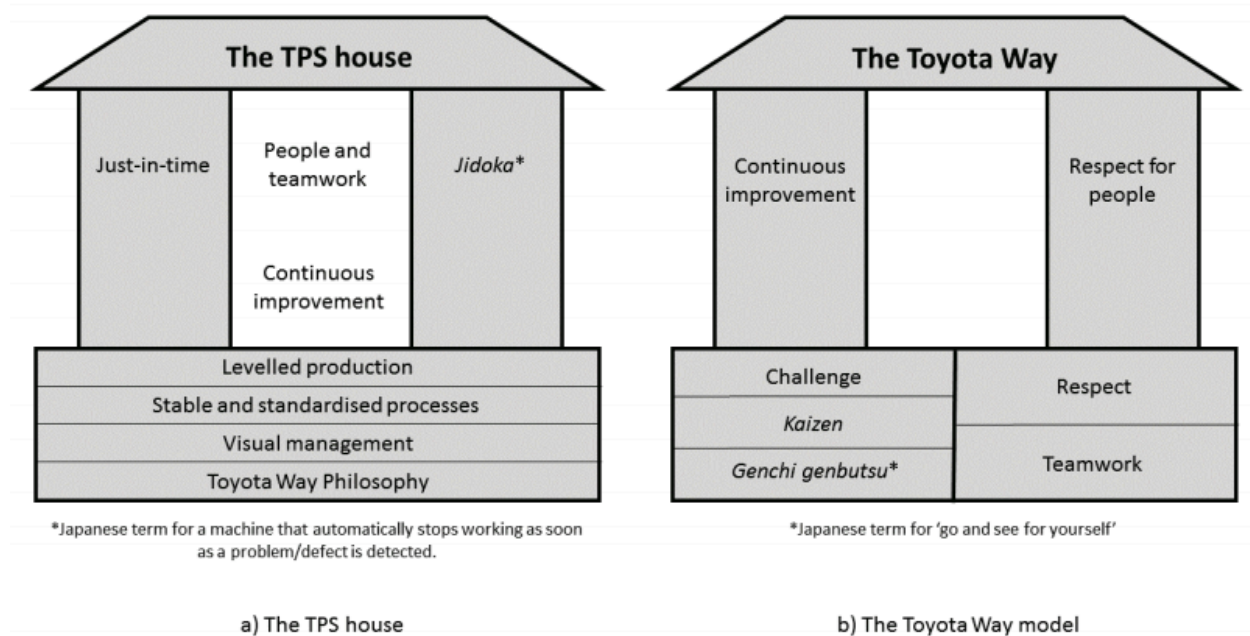 The TPS house
Just-in-time
People and
teamwork
Jidoka*
Continuous
improvement
Levelled production
Stable and standardised processes
Visual management
Toyota Way Philosophy
*Japanese term for a machine that automatically stops working as soon
as a problem/defect is detected.
a) The TPS house
The Toyota Way
Continuous
improvement
Respect for
people
Challenge
Kaizen
Genchi genbutsu*
Respect
Teamwork
*Japanese term for ‘go and see for yourself’
b) The Toyota Way model